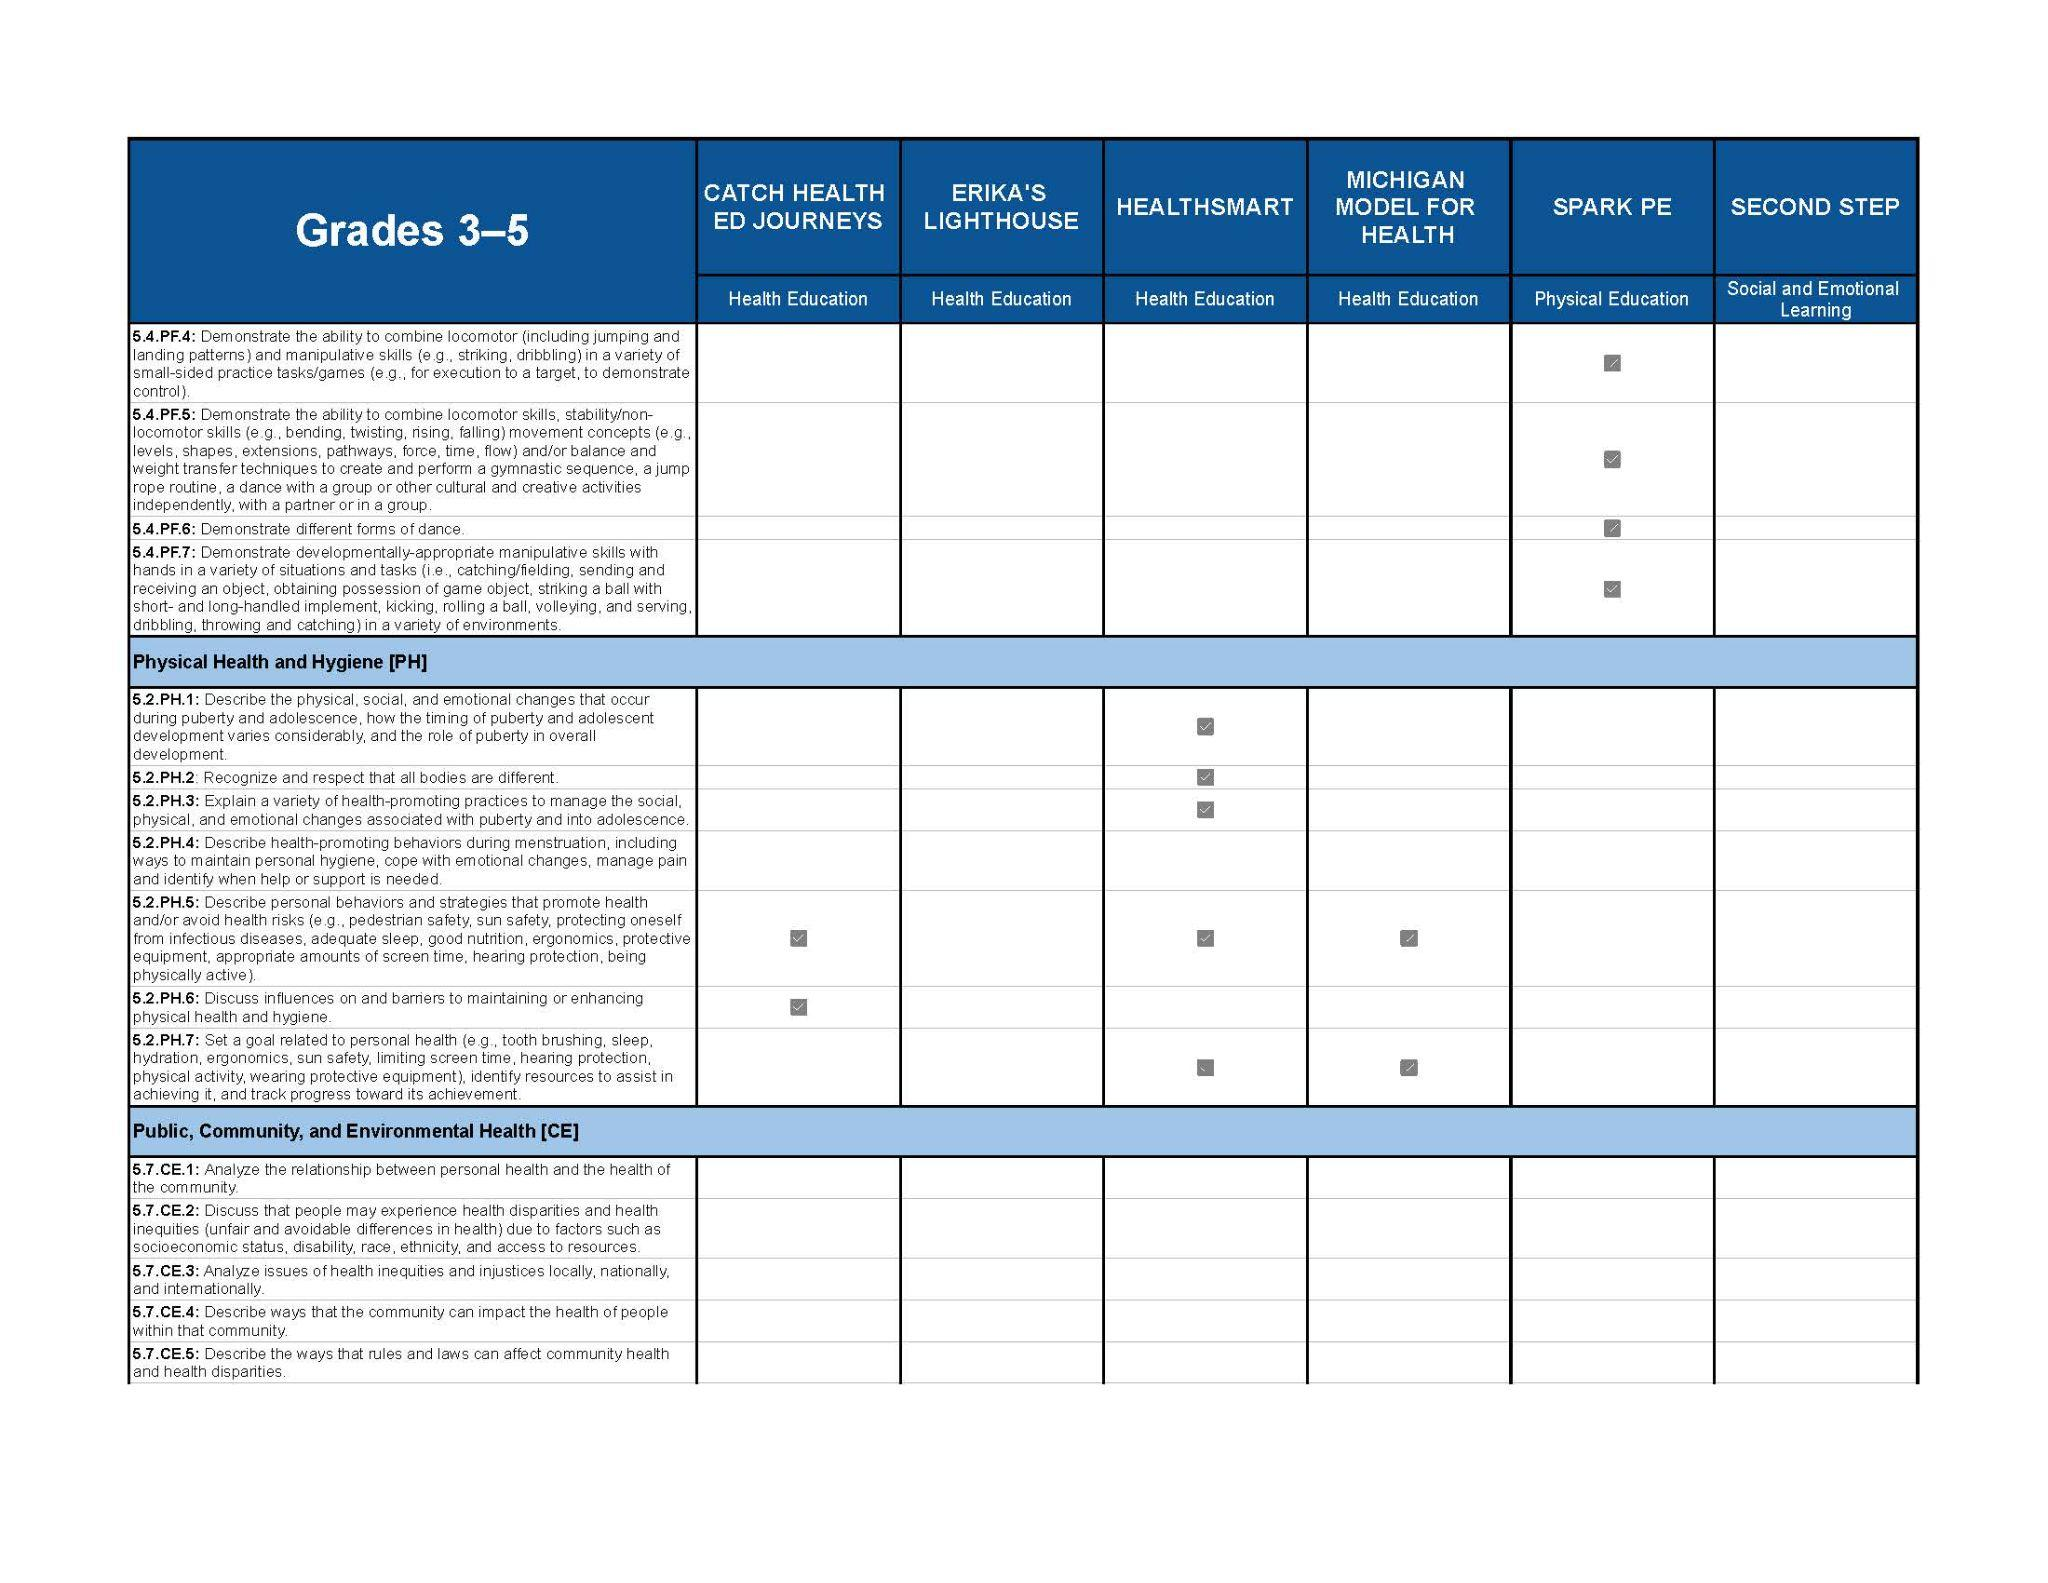 Grades 3–5
CATCH HEALTH
ED JOURNEYS
ERIKA'S
LIGHTHOUSE
HEALTHSMART
MICHIGAN
MODEL FOR
HEALTH
SPARK PE
SECOND STEP
Health Education
Health Education
Health Education
Health Education
Physical Education
Social and Emotional
Learning
5.4.PF.4: Demonstrate the ability to combine locomotor (including jumping and
landing patterns) and manipulative skills (e.g., striking, dribbling) in a variety of
small-sided practice tasks/games (e.g., for execution to a target, to demonstrate
control).
5.4.PF.5: Demonstrate the ability to combine locomotor skills, stability/non-
locomotor skills (e.g., bending, twisting, rising, falling) movement concepts (e.g.,
levels, shapes, extensions, pathways, force, time, flow) and/or balance and
weight transfer techniques to create and perform a gymnastic sequence, a jump
rope routine, a dance with a group or other cultural and creative activities
independently, with a partner or in a group.
5.4.PF.6: Demonstrate different forms of dance.
5.4.PF.7: Demonstrate developmentally-appropriate manipulative skills with
hands in a variety of situations and tasks (i.e., catching/fielding, sending and
receiving an object, obtaining possession of game object, striking a ball with
short- and long-handled implement, kicking, rolling a ball, volleying, and serving,
dribbling, throwing and catching) in a variety of environments.
Physical Health and Hygiene [PH]
5.2.PH.1: Describe the physical, social, and emotional changes that occur
during puberty and adolescence, how the timing of puberty and adolescent
development varies considerably, and the role of puberty in overall
development.
5.2.PH.2: Recognize and respect that all bodies are different.
5.2.PH.3: Explain a variety of health-promoting practices to manage the social,
physical, and emotional changes associated with puberty and into adolescence.
5.2.PH.4: Describe health-promoting behaviors during menstruation, including
ways to maintain personal hygiene, cope with emotional changes, manage pain
and identify when help or support is needed.
5.2.PH.5: Describe personal behaviors and strategies that promote health
and/or avoid health risks (e.g., pedestrian safety, sun safety, protecting oneself
from infectious diseases, adequate sleep, good nutrition, ergonomics, protective
equipment, appropriate amounts of screen time, hearing protection, being
physically active).
5.2.PH.6: Discuss influences on and barriers to maintaining or enhancing
physical health and hygiene.
5.2.PH.7: Set a goal related to personal health (e.g., tooth brushing, sleep,
hydration, ergonomics, sun safety, limiting screen time, hearing protection,
physical activity, wearing protective equipment), identify resources to assist in
achieving it, and track progress toward its achievement.
Public, Community, and Environmental Health [CE]
5.7.CE.1: Analyze the relationship between personal health and the health of
the community.
5.7.CE.2: Discuss that people may experience health disparities and health
inequities (unfair and avoidable differences in health) due to factors such as
socioeconomic status, disability, race, ethnicity, and access to resources.
5.7.CE.3: Analyze issues of health inequities and injustices locally, nationally,
and internationally.
5.7.CE.4: Describe ways that the community can impact the health of people
within that community.
5.7.CE.5: Describe the ways that rules and laws can affect community health
and health disparities.